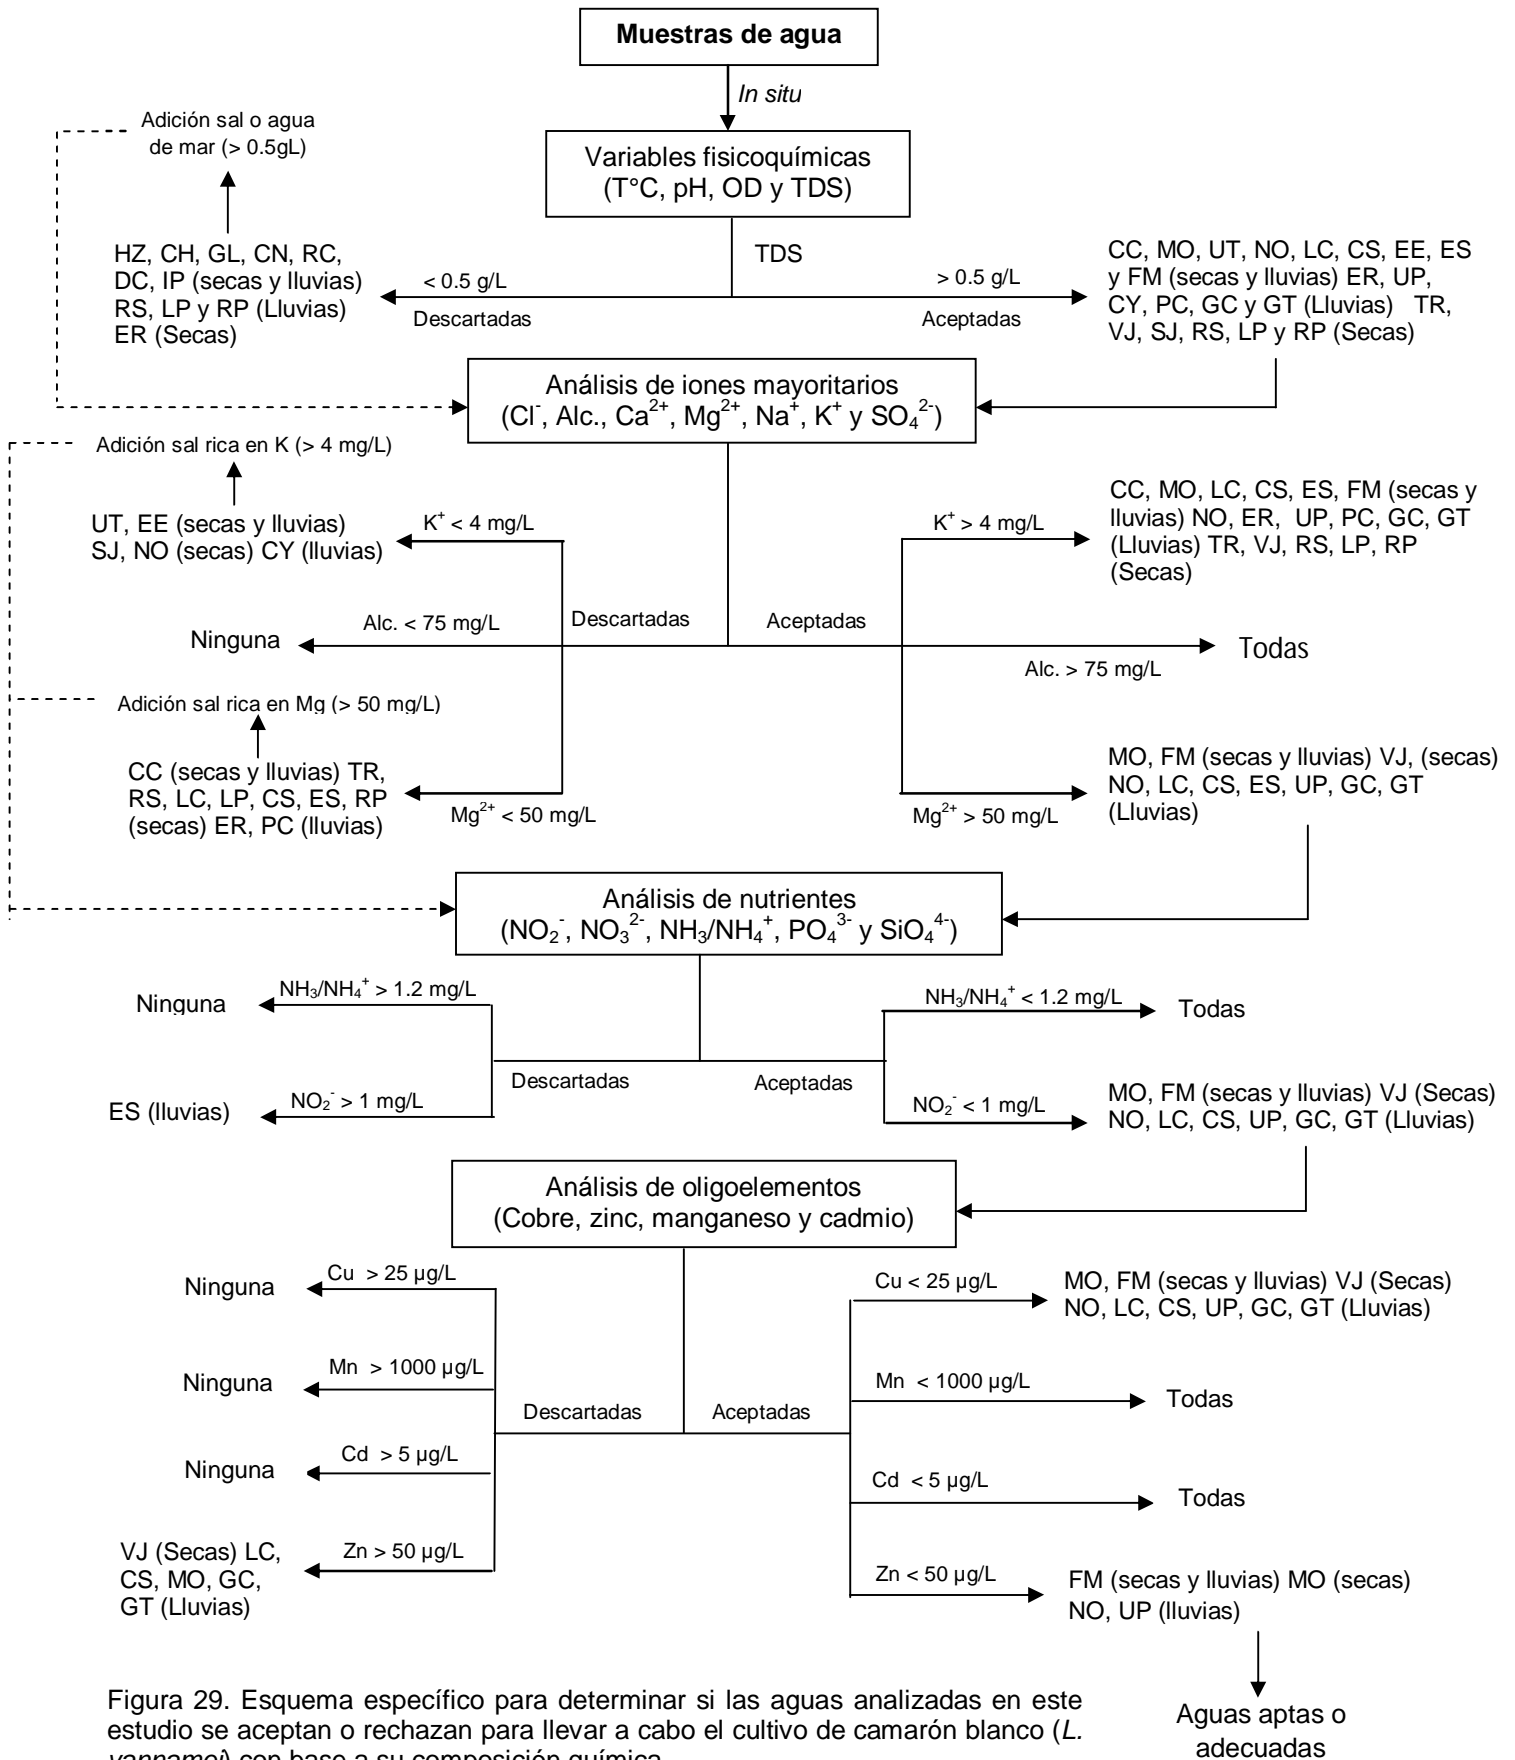 Muestras de agua
In situ
Adición sal o agua
de mar (> 0.5gL)
Variables fisicoquímicas
(T°C, pH, OD y TDS)
TDS
HZ, CH, GL, CN, RC,
DC, IP (secas y lluvias)
RS, LP y RP (Lluvias)
ER (Secas)
< 0.5 g/L
Descartadas
> 0.5 g/L
Aceptadas
CC, MO, UT, NO, LC, CS, EE, ES
y FM (secas y lluvias) ER, UP,
CY, PC, GC y GT (Lluvias) TR,
VJ, SJ, RS, LP y RP (Secas)
Análisis de iones mayoritarios
(Cl⁻, Alc., Ca²⁺, Mg²⁺, Na⁺, K⁺ y SO₄²⁻)
Adición sal rica en K (> 4 mg/L)
UT, EE (secas y lluvias)
SJ, NO (secas) CY (lluvias)
K⁺ < 4 mg/L
K⁺ > 4 mg/L
CC, MO, LC, CS, ES, FM (secas y
lluvias) NO, ER, UP, PC, GC, GT
(Lluvias) TR, VJ, RS, LP, RP
(Secas)
Ninguna
Alc. < 75 mg/L
Descartadas
Aceptadas
Alc. > 75 mg/L
Todas
Adición sal rica en Mg (> 50 mg/L)
CC (secas y lluvias) TR,
RS, LC, LP, CS, ES, RP
(secas) ER, PC (lluvias)
Mg²⁺ < 50 mg/L
Mg²⁺ > 50 mg/L
MO, FM (secas y lluvias) VJ, (secas)
NO, LC, CS, ES, UP, GC, GT
(Lluvias)
Análisis de nutrientes
(NO₂⁻, NO₃²⁻, NH₃/NH₄⁺, PO₄³⁻ y SiO₄⁴⁻)
Ninguna
NH₃/NH₄⁺ > 1.2 mg/L
NH₃/NH₄⁺ < 1.2 mg/L
Todas
Descartadas
Aceptadas
ES (lluvias)
NO₂⁻ > 1 mg/L
NO₂⁻ < 1 mg/L
MO, FM (secas y lluvias) VJ (Secas)
NO, LC, CS, UP, GC, GT (Lluvias)
Análisis de oligoelementos
(Cobre, zinc, manganeso y cadmio)
Ninguna
Cu > 25 µg/L
Cu < 25 µg/L
MO, FM (secas y lluvias) VJ (Secas)
NO, LC, CS, UP, GC, GT (Lluvias)
Ninguna
Mn > 1000 µg/L
Mn < 1000 µg/L
Todas
Descartadas
Aceptadas
Ninguna
Cd > 5 µg/L
Cd < 5 µg/L
Todas
VJ (Secas) LC,
CS, MO, GC,
GT (Lluvias)
Zn > 50 µg/L
Zn < 50 µg/L
FM (secas y lluvias) MO (secas)
NO, UP (lluvias)
Aguas aptas o
adecuadas
Figura 29. Esquema específico para determinar si las aguas analizadas en este
estudio se aceptan o rechazan para llevar a cabo el cultivo de camarón blanco (L.
vannamei) con base a su composición química